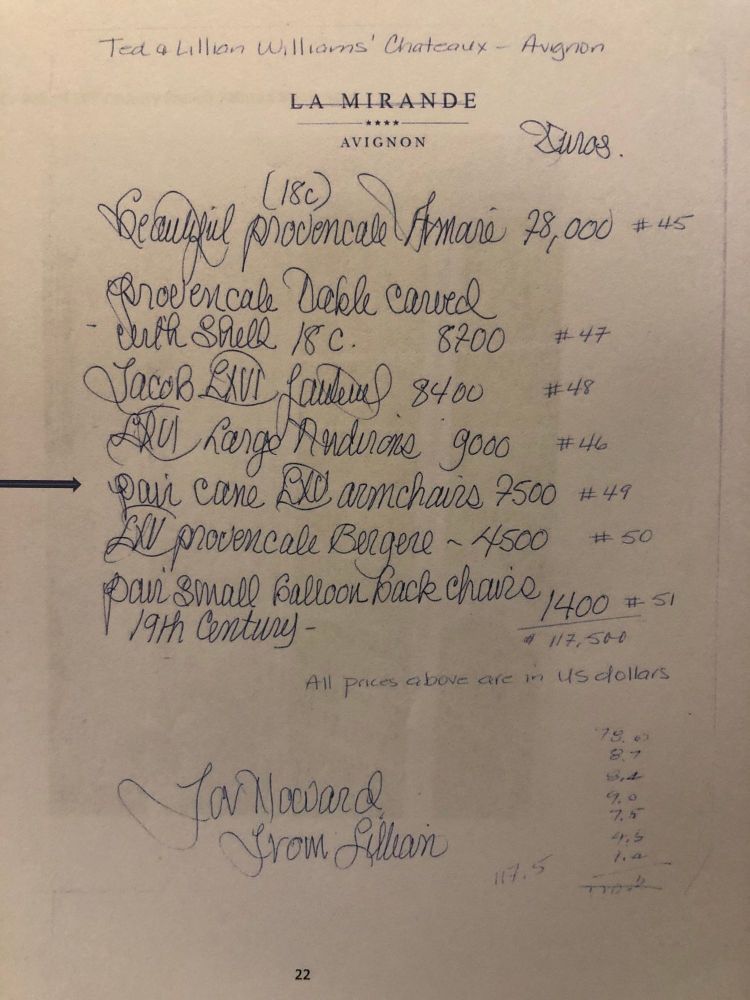 Ted & Lillian Williams' Chateaux - Avignon
LA MIRANDE
★★★★
AVIGNON
Euros.
(18c)
beautiful provencale Armaré 78,000 #45
provencale Table carved
with Shell 18 c. 8700 #47
Jacob LXVI Fauteuil 8400 #48
LXVI Large Andirons 9000 #46
pair cane LXV armchairs 7500 #49
LXV provencale Bergere ~ 4500 #50
pair small Balloon back chairs
1400 #51
19th Century -
$ 117,500
All prices above are in US dollars
78.0
8.7
8.4
9.0
7.5
4.5
1.4
117.5
For Howard
From Lillian
22